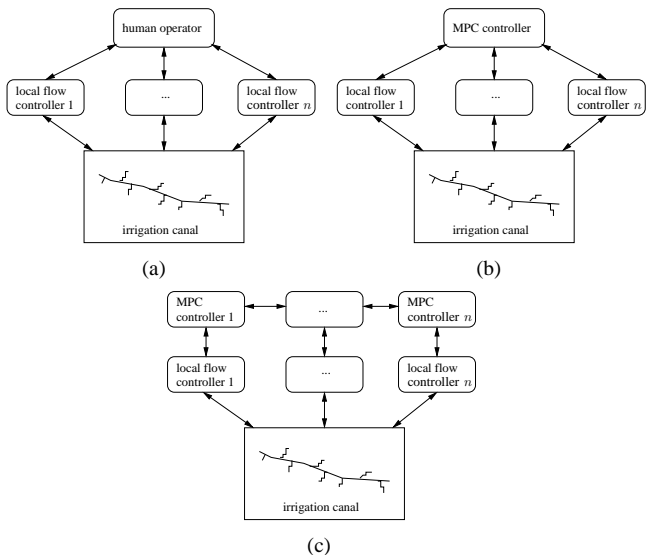 human operator
local flow
controller 1
...
local flow
controller n
irrigation canal
(a)
MPC controller
local flow
controller 1
...
local flow
controller n
irrigation canal
(b)
MPC
controller 1
...
MPC
controller n
local flow
controller 1
...
local flow
controller n
irrigation canal
(c)